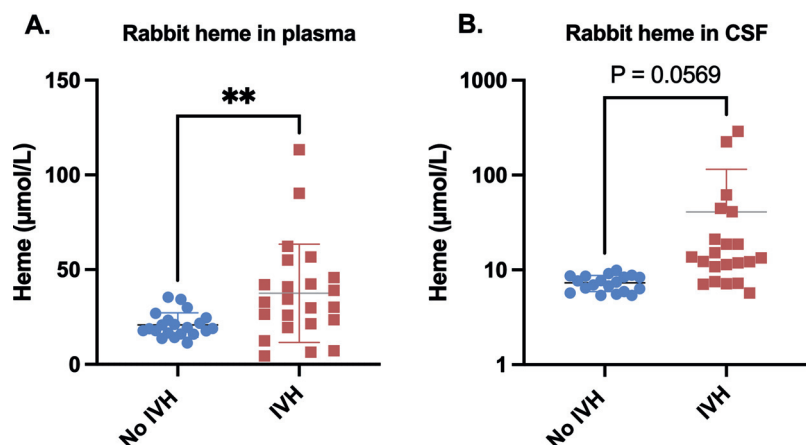 A.
Rabbit heme in plasma
Heme (µmol/L)
150
100
50
0
**
No IVH
IVH
B.
Rabbit heme in CSF
P = 0.0569
Heme (µmol/L)
1000
100
10
1
No IVH
IVH